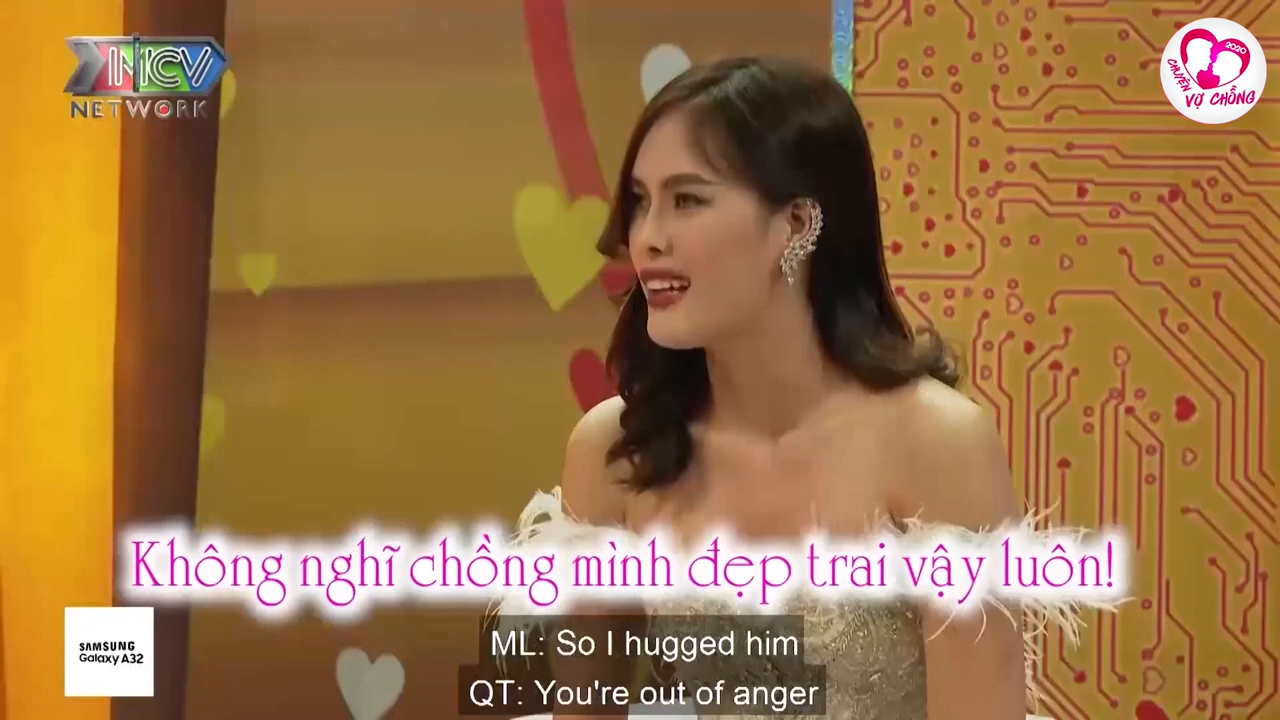 MCV
NETWORK
2020
CHUYỆN
VỢ CHỒNG
Không nghĩ chồng mình đẹp trai vậy luôn!
SAMSUNG
Galaxy A32
ML: So I hugged him
QT: You're out of anger